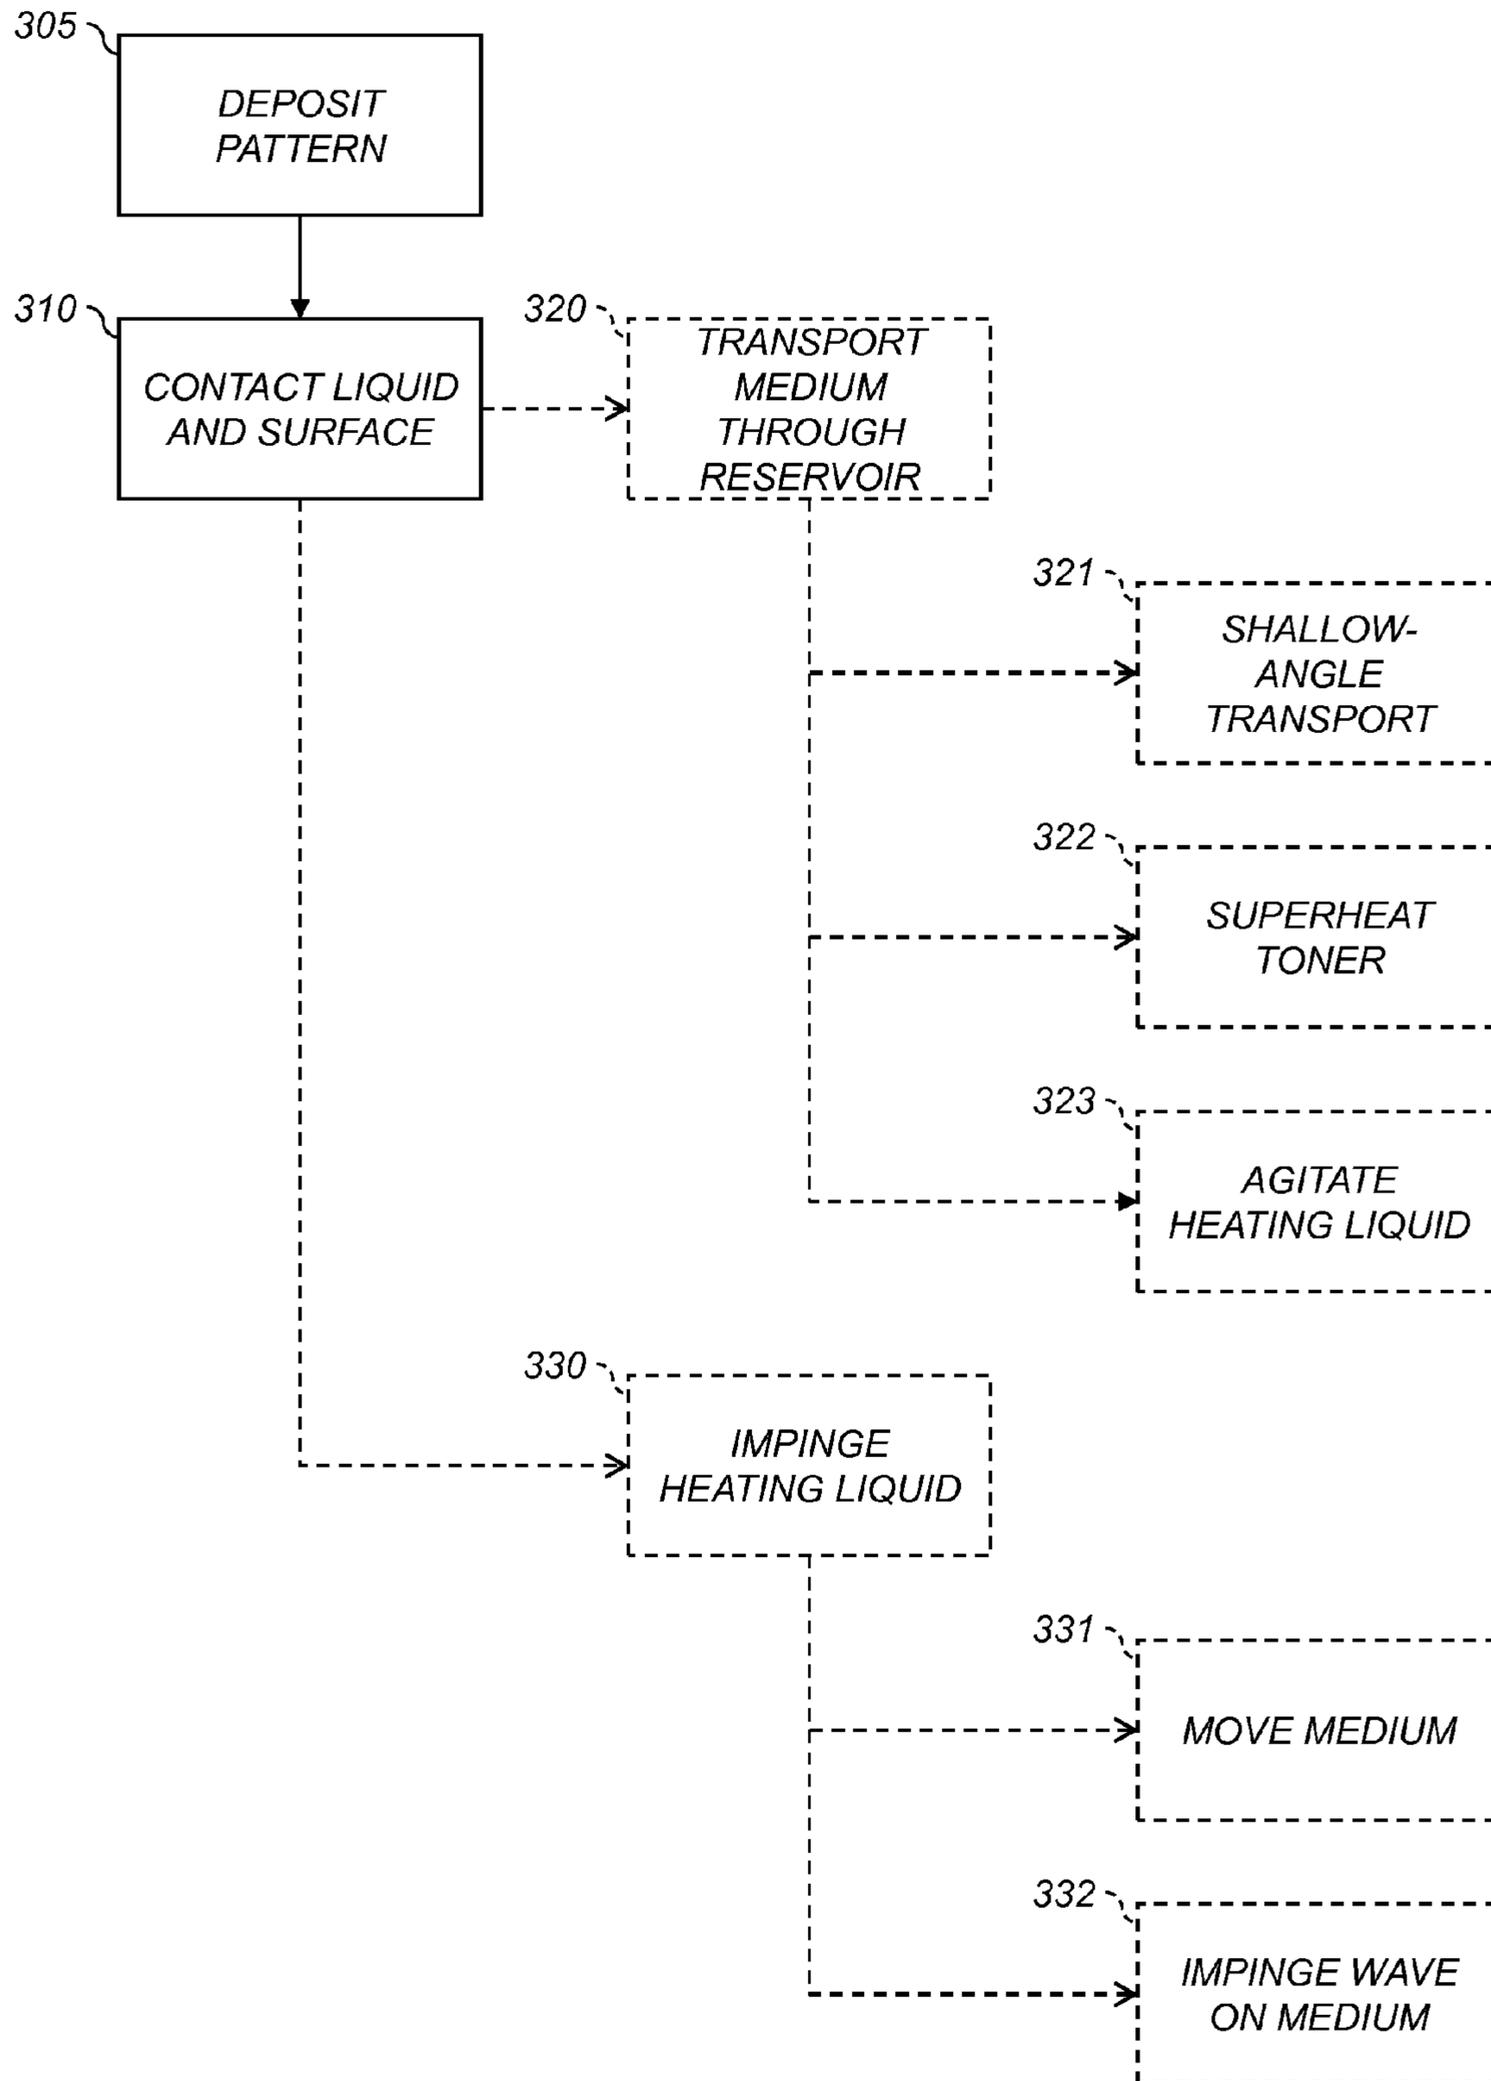 305
DEPOSIT
PATTERN
310
CONTACT LIQUID
AND SURFACE
320
TRANSPORT
MEDIUM
THROUGH
RESERVOIR
321
SHALLOW-
ANGLE
TRANSPORT
322
SUPERHEAT
TONER
323
AGITATE
HEATING LIQUID
330
IMPINGE
HEATING LIQUID
331
MOVE MEDIUM
332
IMPINGE WAVE
ON MEDIUM